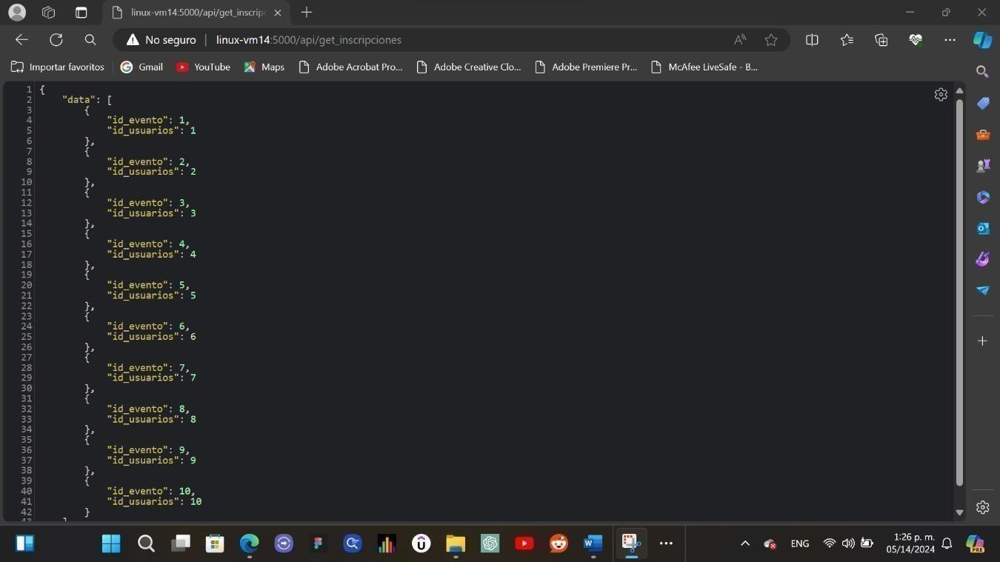 linux-vm14:5000/api/get_inscripc
No seguro
linux-vm14:5000/api/get_inscripciones
Importar favoritos
Gmail
YouTube
Maps
Adobe Acrobat Pro...
Adobe Creative Clo...
Adobe Premiere Pr...
McAfee LiveSafe - B...
1 {
2 "data": [
3 {
4 "id_evento": 1,
5 "id_usuarios": 1
6 },
7 {
8 "id_evento": 2,
9 "id_usuarios": 2
10 },
11 {
12 "id_evento": 3,
13 "id_usuarios": 3
14 },
15 {
16 "id_evento": 4,
17 "id_usuarios": 4
18 },
19 {
20 "id_evento": 5,
21 "id_usuarios": 5
22 },
23 {
24 "id_evento": 6,
25 "id_usuarios": 6
26 },
27 {
28 "id_evento": 7,
29 "id_usuarios": 7
30 },
31 {
32 "id_evento": 8,
33 "id_usuarios": 8
34 },
35 {
36 "id_evento": 9,
37 "id_usuarios": 9
38 },
39 {
40 "id_evento": 10,
41 "id_usuarios": 10
42 }
43 ]
ENG
1:26 p. m.
05/14/2024
PRE